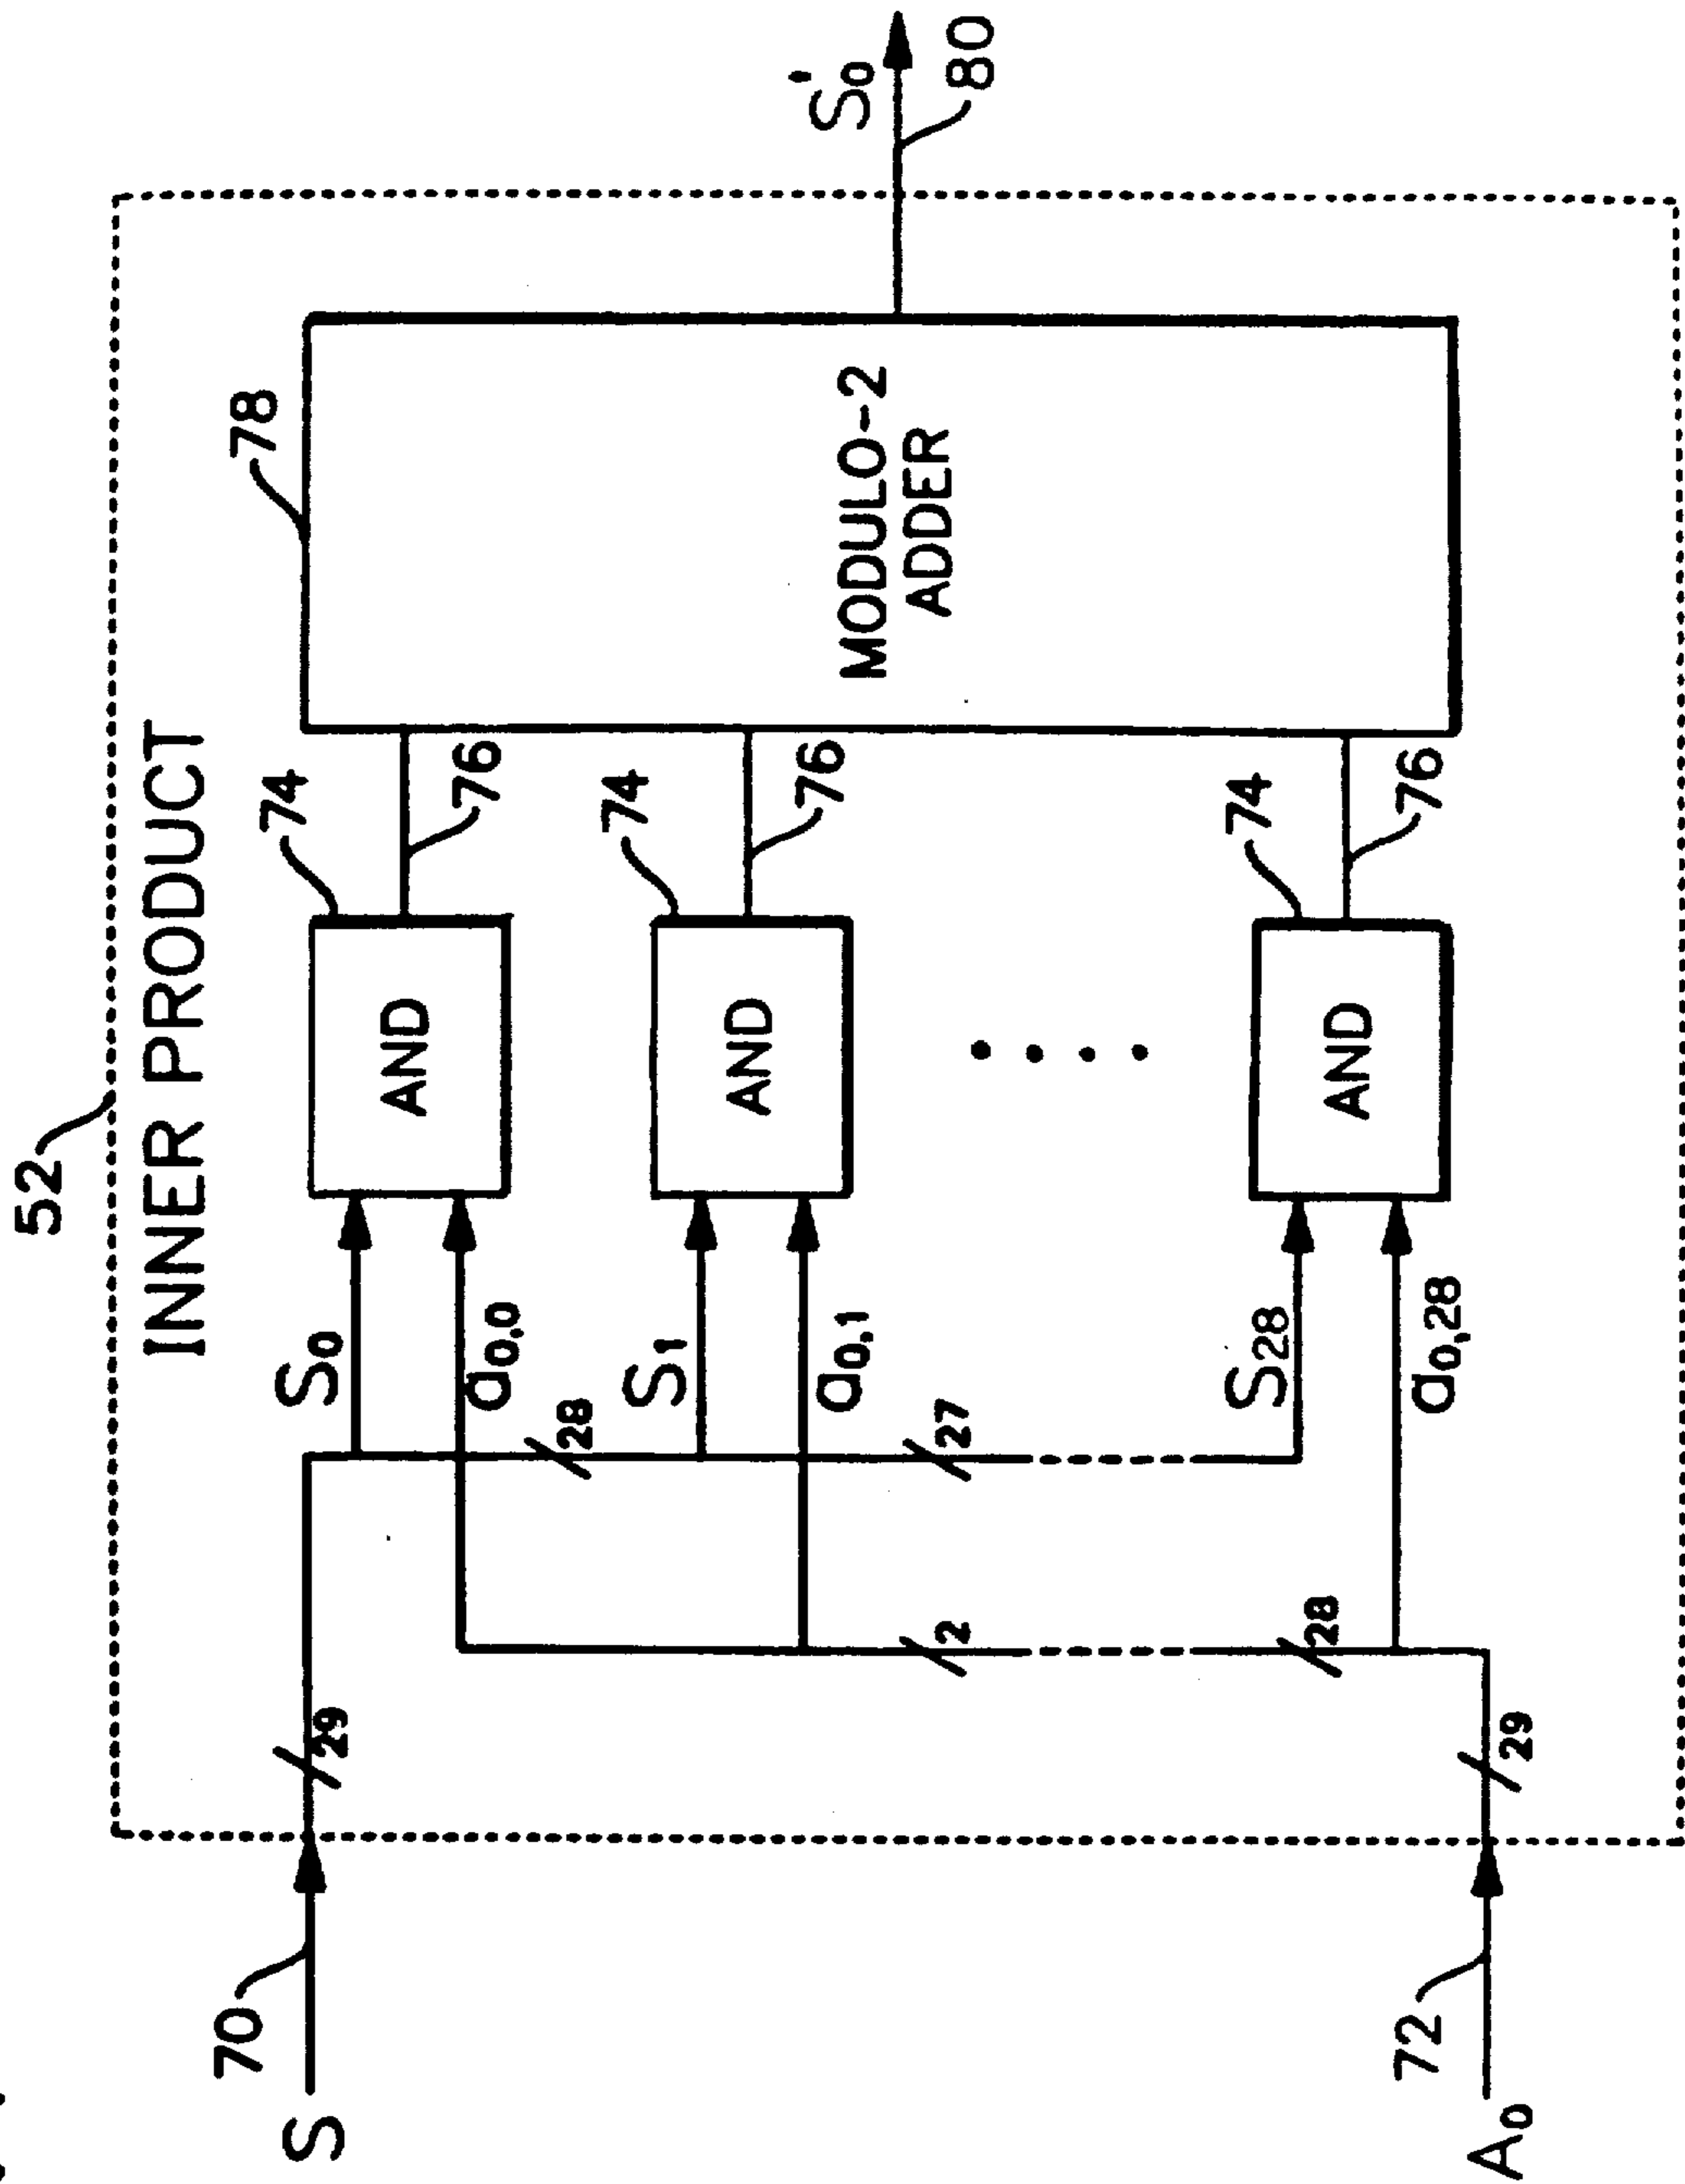 52
INNER PRODUCT
70
S
29
S0
a0,0
AND
74
76
78
28
S1
a0,1
AND
74
76
MODULO-2
ADDER
S'0
80
27
2
28
S28
a0,28
AND
74
76
72
A0
29